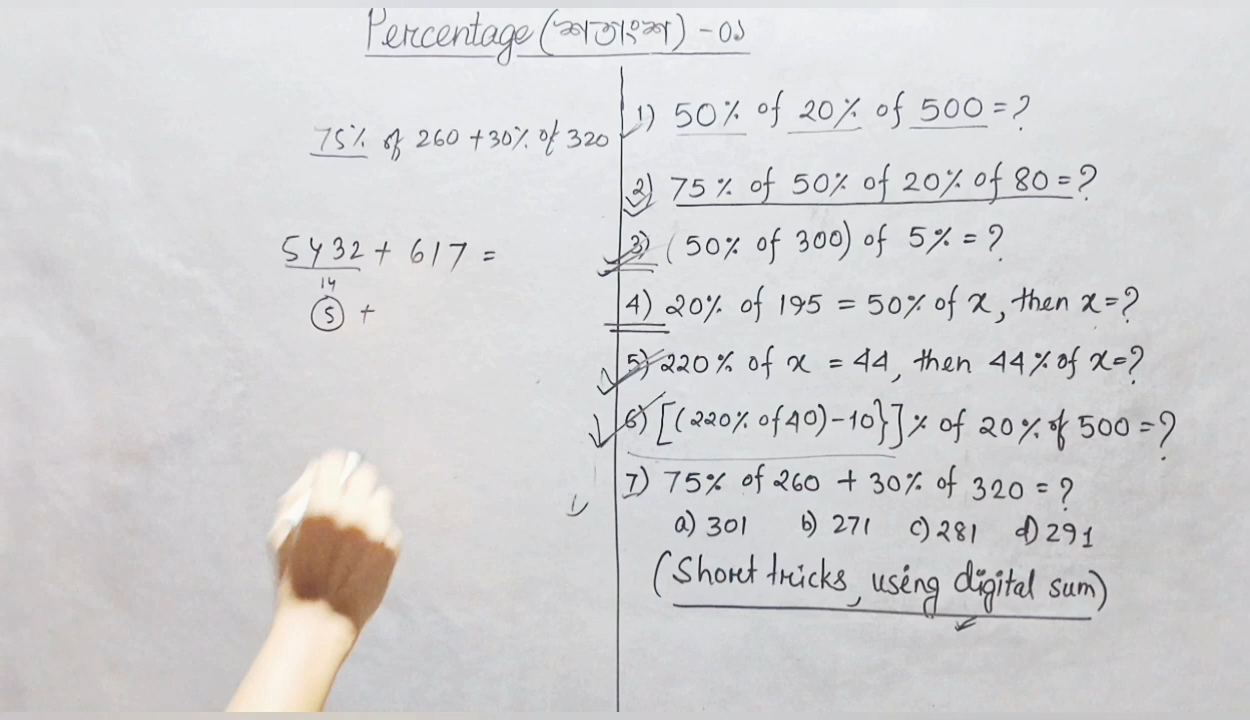 Percentage (শতাংশ) - 03
75% of 260 + 30% of 320
5432 + 617 =
14
5 +
1) 50% of 20% of 500 = ?
2) 75% of 50% of 20% of 80 = ?
3) (50% of 300) of 5% = ?
4) 20% of 195 = 50% of x, then x = ?
5) 220% of x = 44, then 44% of x = ?
6) [(220% of 40) - 10}]% of 20% of 500 = ?
7) 75% of 260 + 30% of 320 = ?
a) 301 b) 271 c) 281 d) 291
(Short tricks, using digital sum)